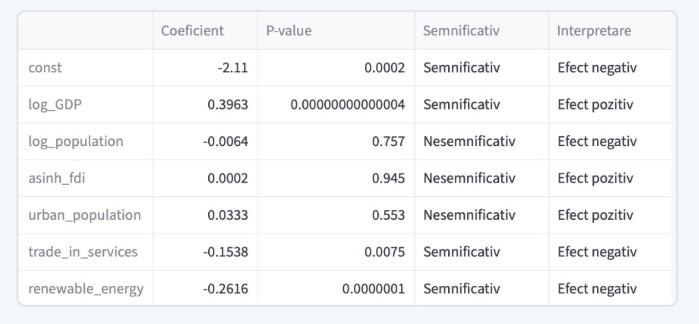 Coeficient P-value Semnificativ Interpretare
const -2.11 0.0002 Semnificativ Efect negativ
log_GDP 0.3963 0.00000000000004 Semnificativ Efect pozitiv
log_population -0.0064 0.757 Nesemnificativ Efect negativ
asinh_fdi 0.0002 0.945 Nesemnificativ Efect pozitiv
urban_population 0.0333 0.553 Nesemnificativ Efect pozitiv
trade_in_services -0.1538 0.0075 Semnificativ Efect negativ
renewable_energy -0.2616 0.0000001 Semnificativ Efect negativ